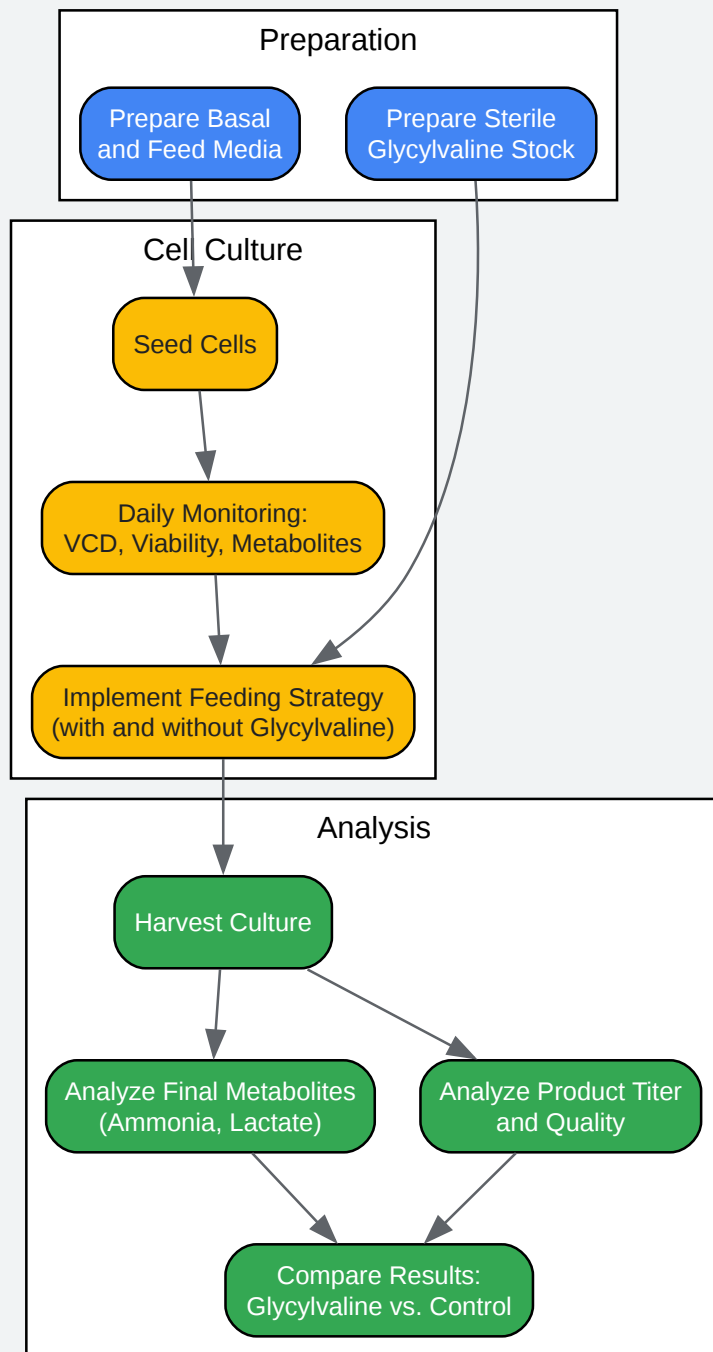 Preparation
Prepare Basal
and Feed Media
Prepare Sterile
Glycylvaline Stock
Cell Culture
Seed Cells
Daily Monitoring:
VCD, Viability, Metabolites
Implement Feeding Strategy
(with and without Glycylvaline)
Analysis
Harvest Culture
Analyze Final Metabolites
(Ammonia, Lactate)
Analyze Product Titer
and Quality
Compare Results:
Glycylvaline vs. Control